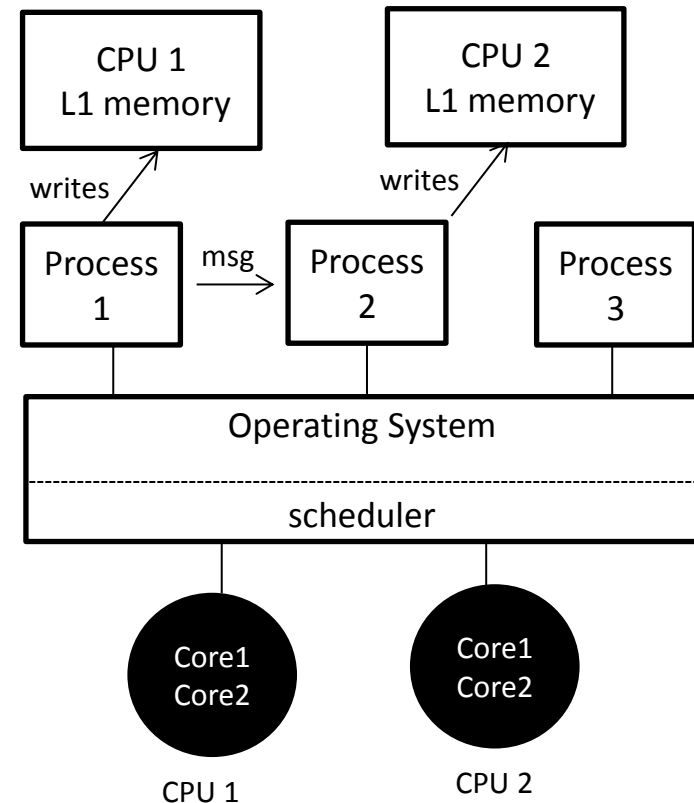 CPU 1
L1 memory
CPU 2
L1 memory
writes
writes
Process
1
msg
Process
2
Process
3
Operating System
scheduler
Core1
Core2
Core1
Core2
CPU 1
CPU 2